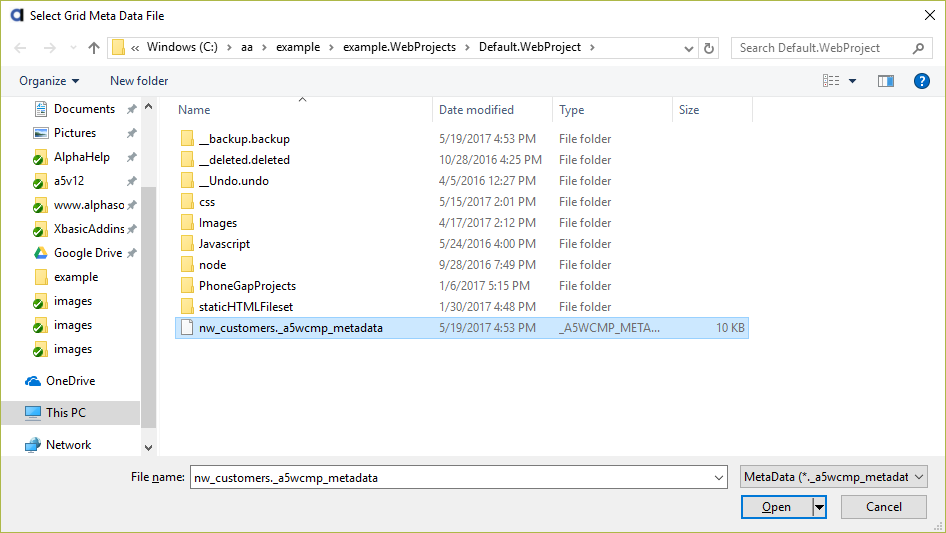 Select Grid Meta Data File
« Windows (C:) > aa > example > example.WebProjects > Default.WebProject >
Search Default.WebProject
Organize
New folder
Name Date modified Type Size
Documents
Pictures
AlphaHelp
a5v12
www.alphaso
XbasicAddins
Google Drive
example
images
images
images
OneDrive
This PC
Network
__backup.backup 5/19/2017 4:53 PM File folder
__deleted.deleted 10/28/2016 4:25 PM File folder
__Undo.undo 4/5/2016 12:27 PM File folder
css 5/15/2017 2:01 PM File folder
Images 4/17/2017 2:12 PM File folder
Javascript 5/24/2016 4:00 PM File folder
node 9/28/2016 7:49 PM File folder
PhoneGapProjects 1/6/2017 5:15 PM File folder
staticHTMLFileset 1/30/2017 4:48 PM File folder
nw_customers._a5wcmp_metadata 5/19/2017 4:53 PM _A5WCMP_META... 10 KB
File name: nw_customers._a5wcmp_metadata
MetaData (*._a5wcmp_metadat
Open
Cancel